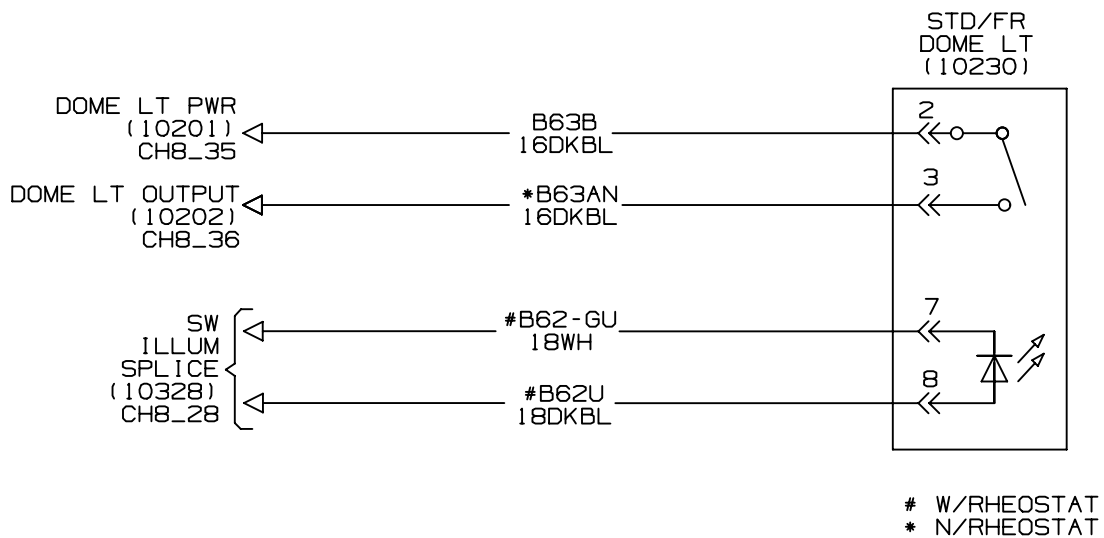 STD/FR
DOME LT
(10230)
DOME LT PWR
(10201)
CH8_35
B63B
16DKBL
2
DOME LT OUTPUT
(10202)
CH8_36
*B63AN
16DKBL
3
SW
ILLUM
SPLICE
(10328)
CH8_28
#B62-GU
18WH
7
#B62U
18DKBL
8
# W/RHEOSTAT
* N/RHEOSTAT